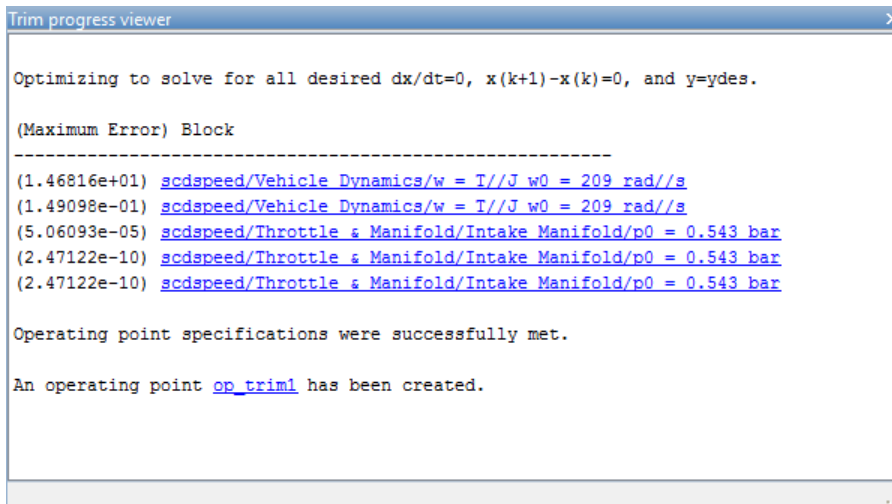 Trim progress viewer
Optimizing to solve for all desired dx/dt=0, x(k+1)-x(k)=0, and y=ydes.
(Maximum Error) Block
--------------------------------------------------------
(1.46816e+01) scdspeed/Vehicle Dynamics/w = T//J w0 = 209 rad//s
(1.49098e-01) scdspeed/Vehicle Dynamics/w = T//J w0 = 209 rad//s
(5.06093e-05) scdspeed/Throttle & Manifold/Intake Manifold/p0 = 0.543 bar
(2.47122e-10) scdspeed/Throttle & Manifold/Intake Manifold/p0 = 0.543 bar
(2.47122e-10) scdspeed/Throttle & Manifold/Intake Manifold/p0 = 0.543 bar
Operating point specifications were successfully met.
An operating point op_trim1 has been created.